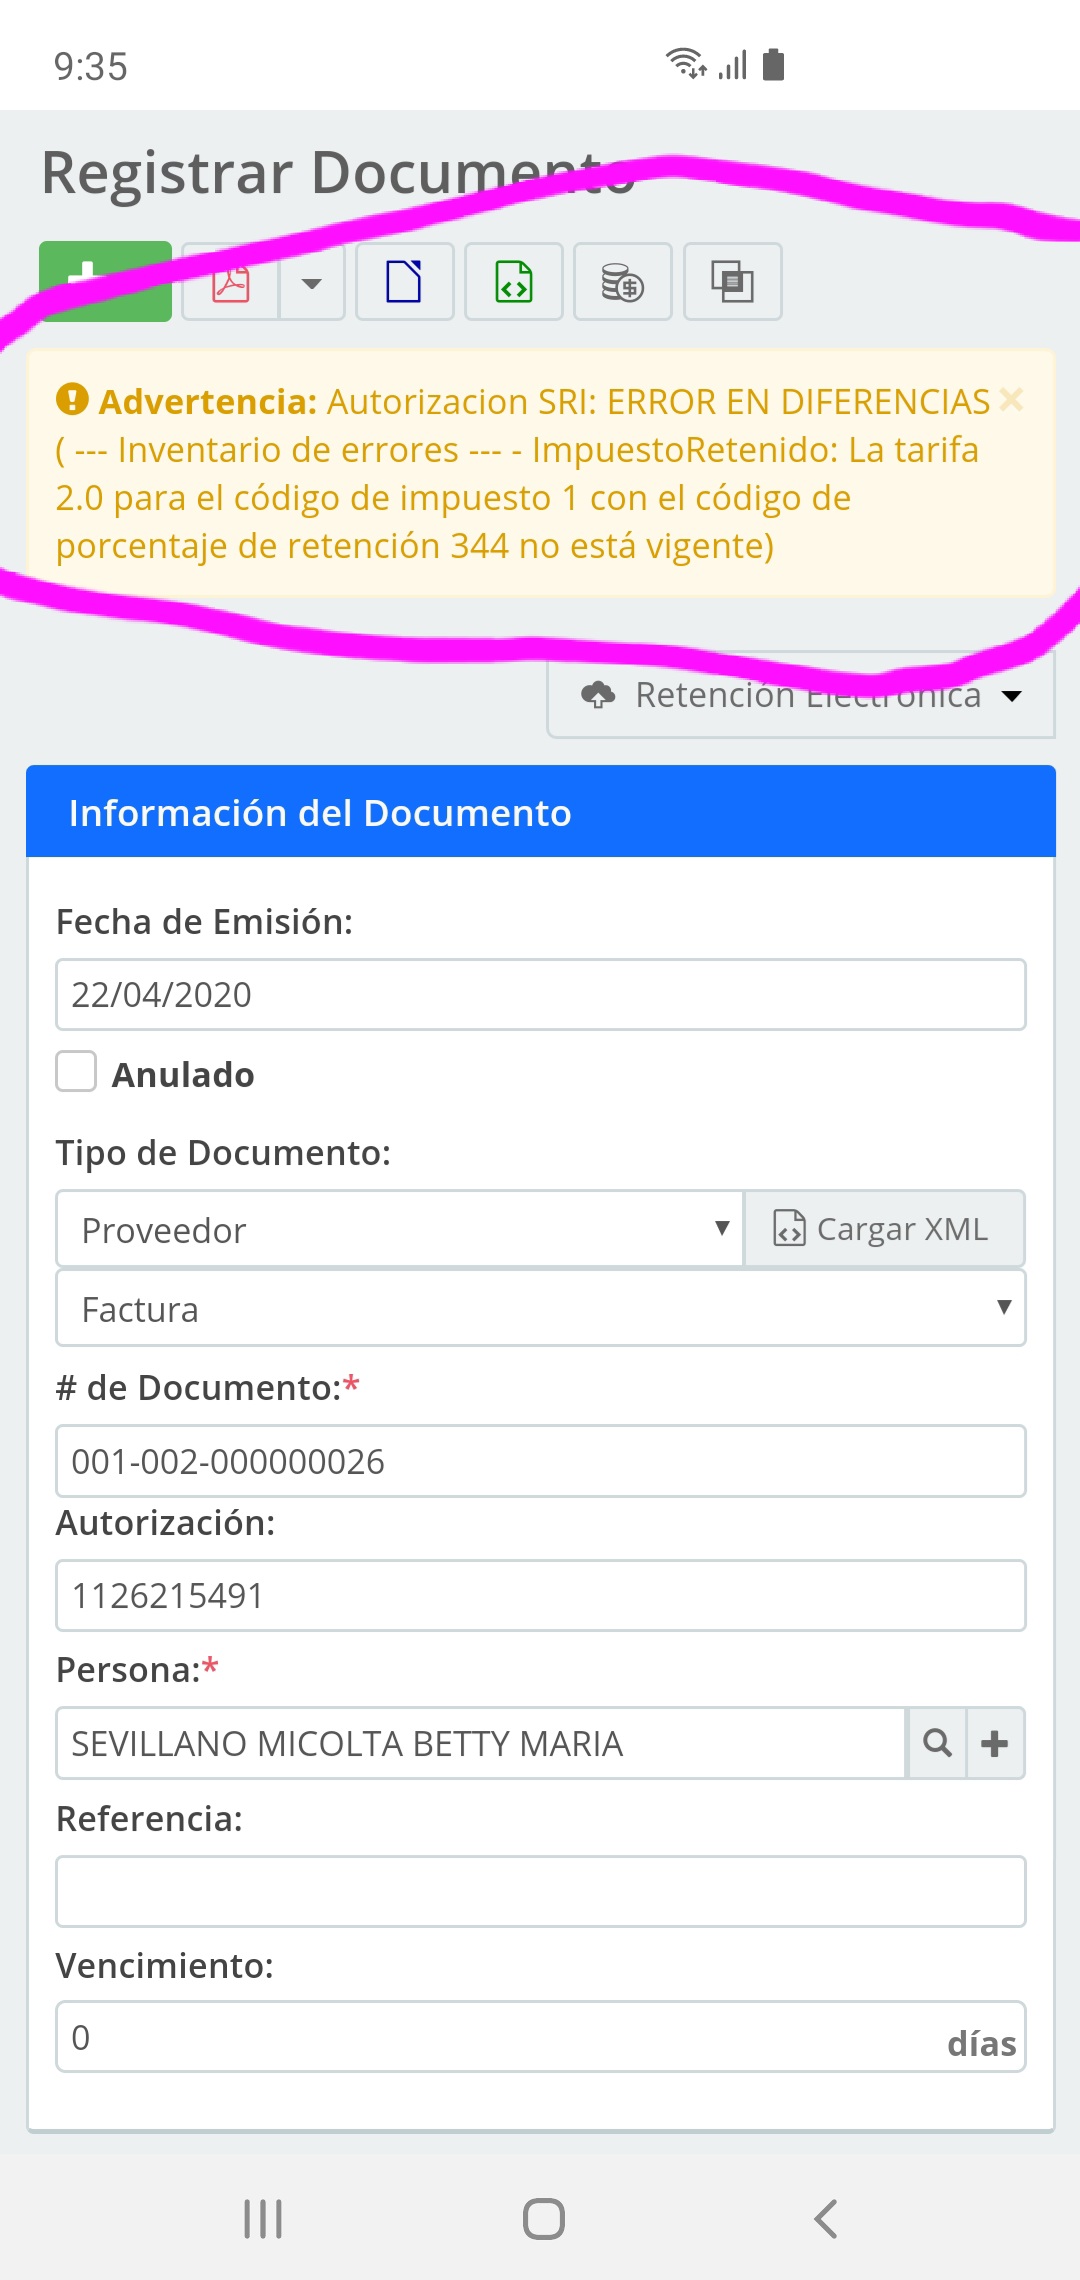 9:35
Registrar Documento
Advertencia: Autorizacion SRI: ERROR EN DIFERENCIAS
( --- Inventario de errores --- - ImpuestoRetenido: La tarifa
2.0 para el código de impuesto 1 con el código de
porcentaje de retención 344 no está vigente)
Retención Electrónica
Información del Documento
Fecha de Emisión:
22/04/2020
Anulado
Tipo de Documento:
Proveedor
Cargar XML
Factura
# de Documento:*
001-002-000000026
Autorización:
1126215491
Persona:*
SEVILLANO MICOLTA BETTY MARIA
Referencia:
Vencimiento:
0 días